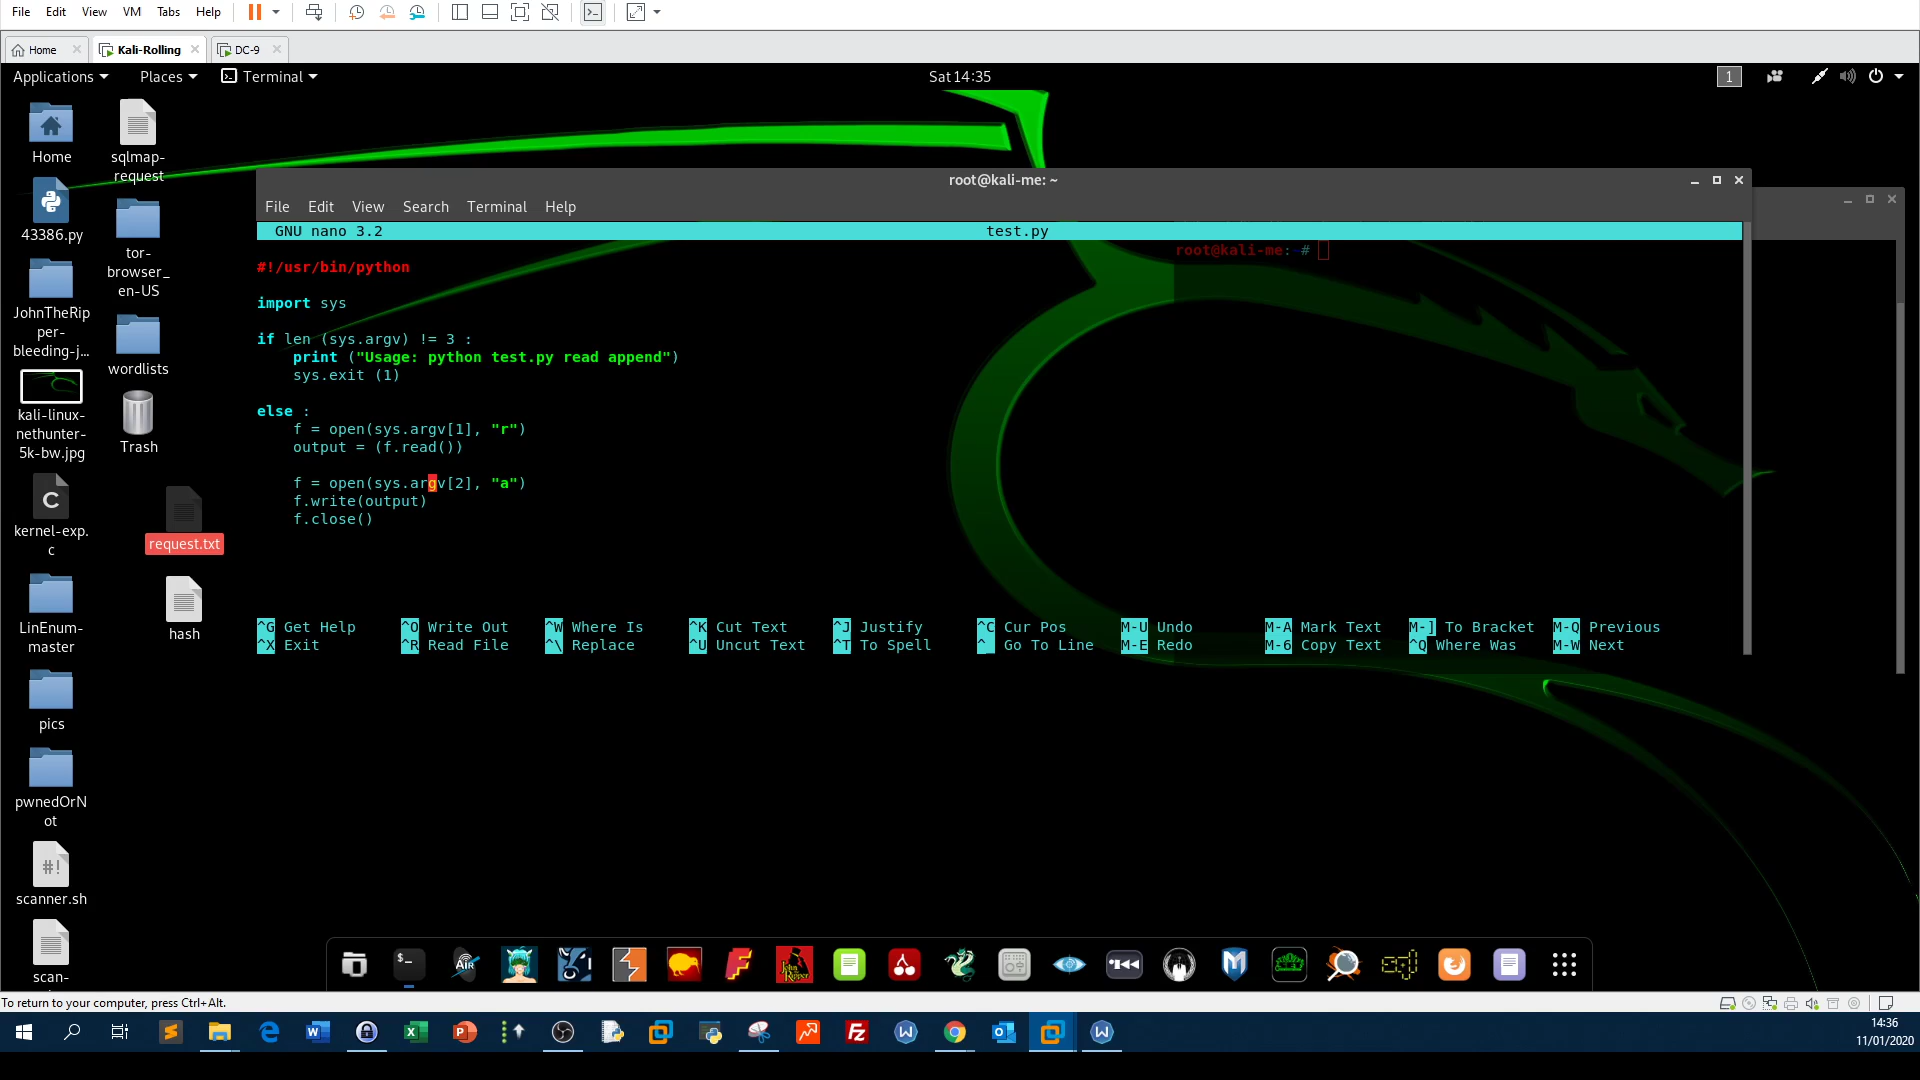 File Edit View VM Tabs Help
Home Kali-Rolling DC-9
Applications Places Terminal Sat 14:35 1
Home
sqlmap-
request
43386.py
tor-
browser_
en-US
JohnTheRip
per-
bleeding-j...
wordlists
kali-linux-
nethunter-
5k-bw.jpg
Trash
kernel-exp.
c
request.txt
LinEnum-
master
hash
pics
pwnedOrN
ot
scanner.sh
scan-
root@kali-me: ~
File Edit View Search Terminal Help
GNU nano 3.2 test.py
root@kali-me: #
#!/usr/bin/python
import sys
if len (sys.argv) != 3 :
print ("Usage: python test.py read append")
sys.exit (1)
else :
f = open(sys.argv[1], "r")
output = (f.read())
f = open(sys.argv[2], "a")
f.write(output)
f.close()
^G Get Help ^O Write Out ^W Where Is ^K Cut Text ^J Justify ^C Cur Pos M-U Undo M-A Mark Text M-] To Bracket M-Q Previous
^X Exit ^R Read File ^\ Replace ^U Uncut Text ^T To Spell ^_ Go To Line M-E Redo M-6 Copy Text ^Q Where Was M-W Next
To return to your computer, press Ctrl+Alt.
14:36
11/01/2020